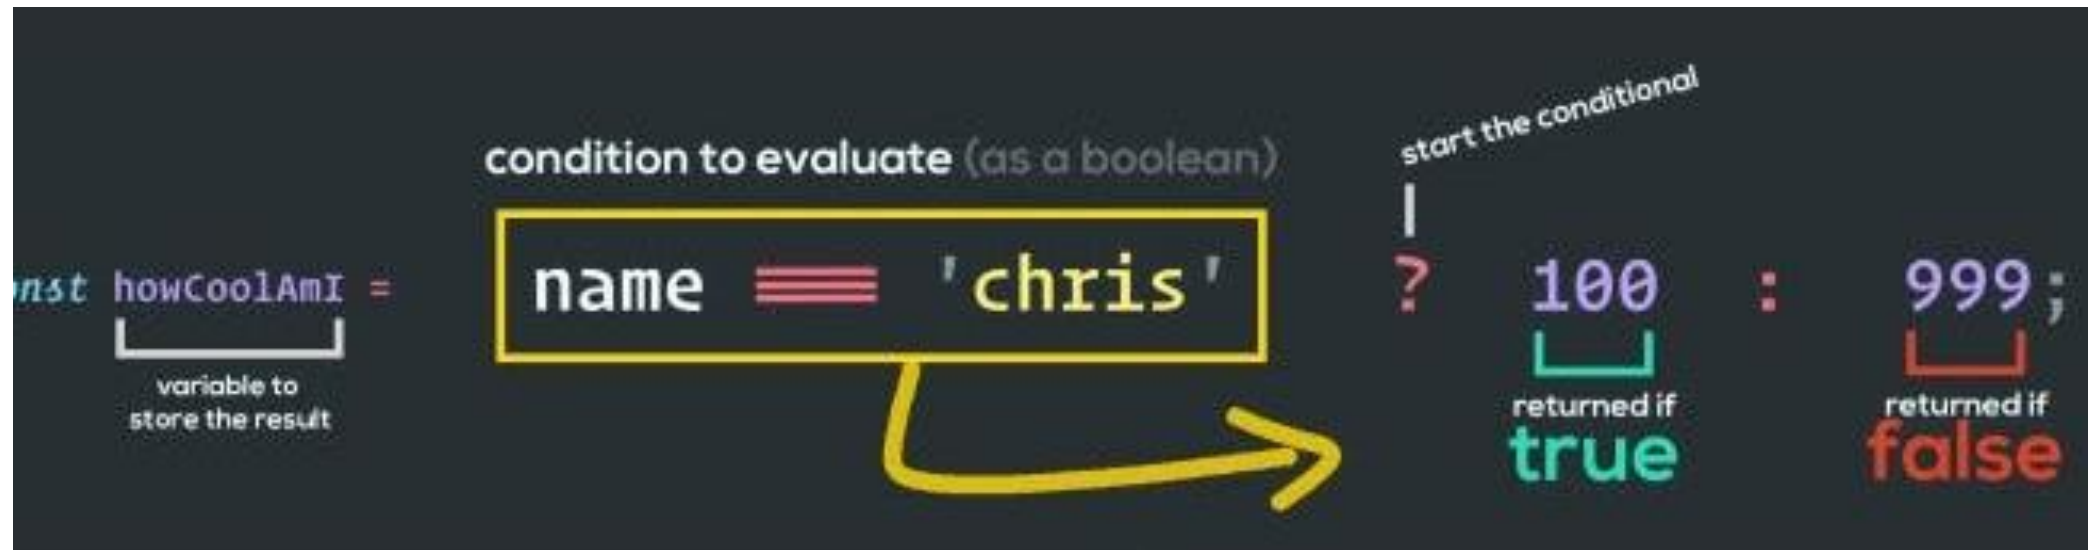 start the conditional
condition to evaluate (as a boolean)
nst howCoolAmI = name === 'chris' ? 100 : 999;
variable to
store the result
returned if
true
returned if
false